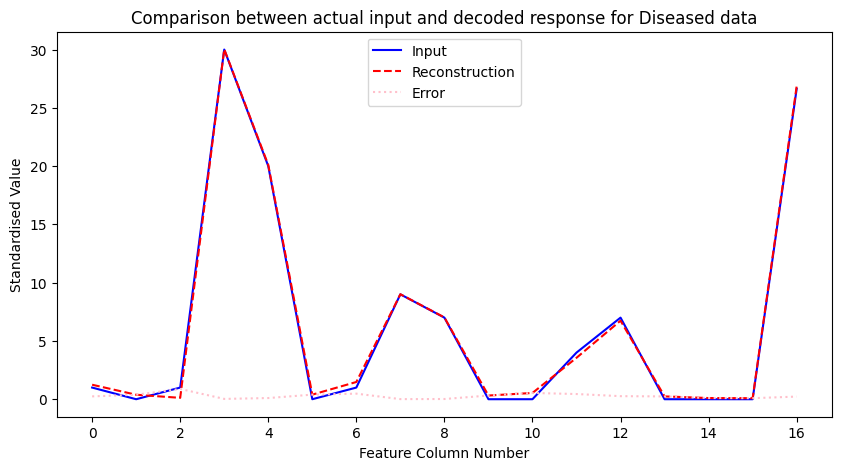 Comparison between actual input and decoded response for Diseased data
Input
Reconstruction
Error
Standardised Value
30
25
20
15
10
5
0
0 2 4 6 8 10 12 14 16
Feature Column Number